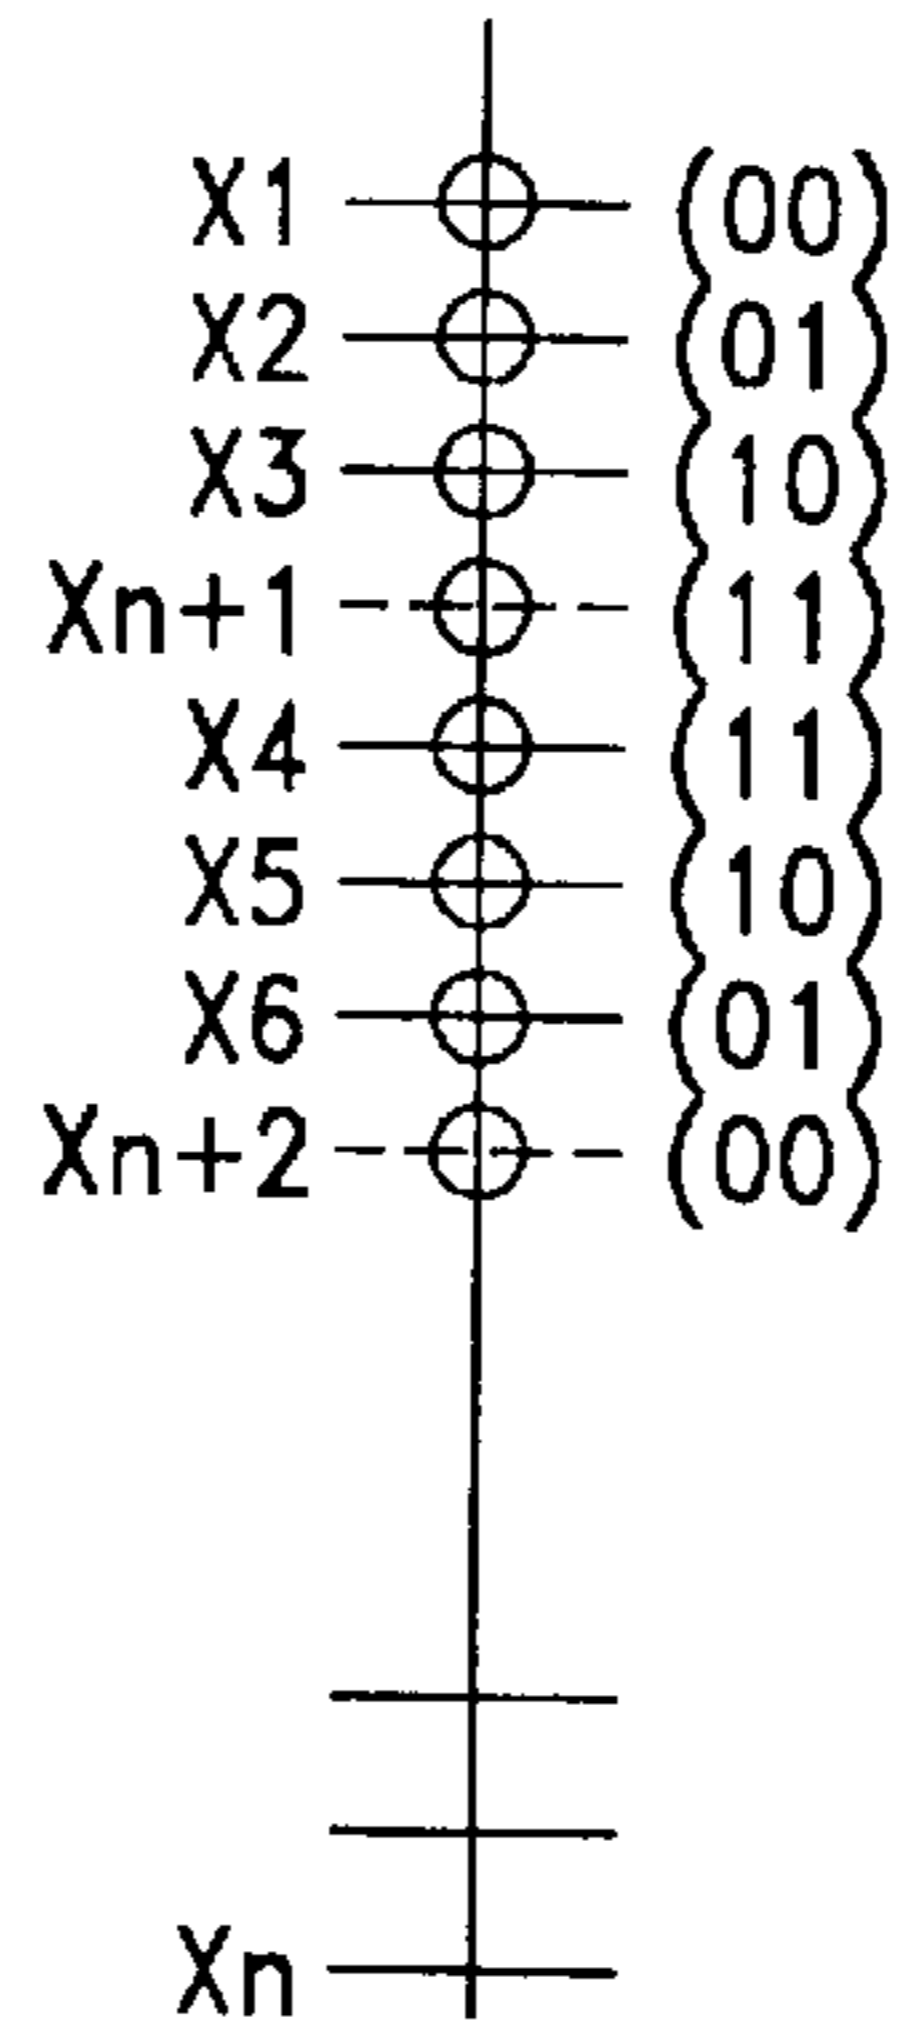 X1 (00)
X2 (01)
X3 (10)
Xn+1 (11)
X4 (11)
X5 (10)
X6 (01)
Xn+2 (00)
Xn